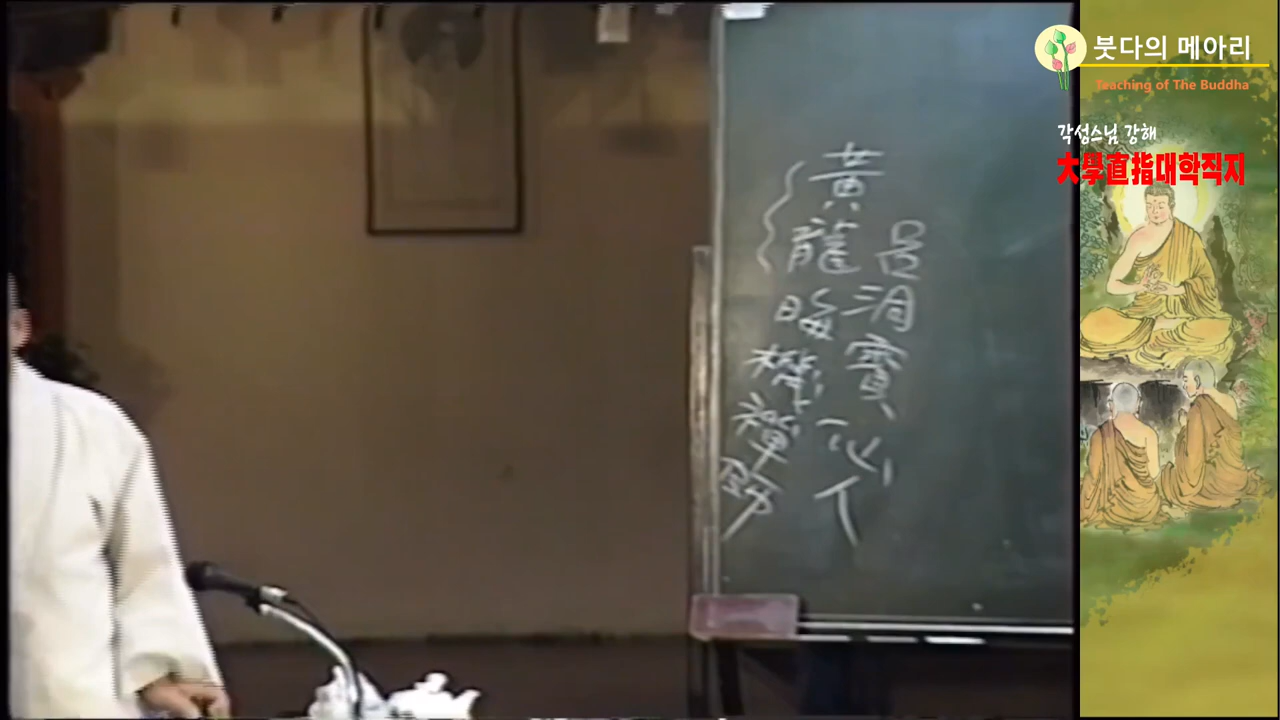 붓다의 메아리
Teaching of The Buddha
각성스님 강해
大學直指대학직지
呂洞賓人
黃龍晦機禪師